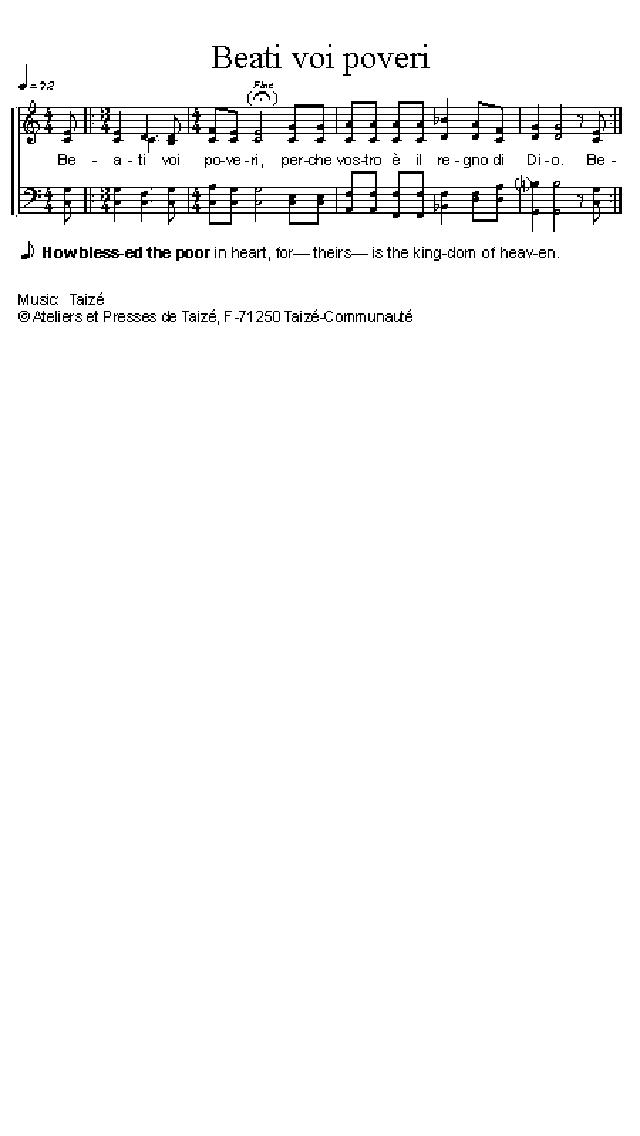 Beati voi poveri
♩ = 72
Fine
Be - a - ti voi po-ve-ri, per-che vos-tro è il re-gno di Di-o. Be-
How bless-ed the poor in heart, for— theirs— is the king-dom of heav-en.
Music: Taizé
© Ateliers et Presses de Taizé, F-71250 Taizé-Communauté